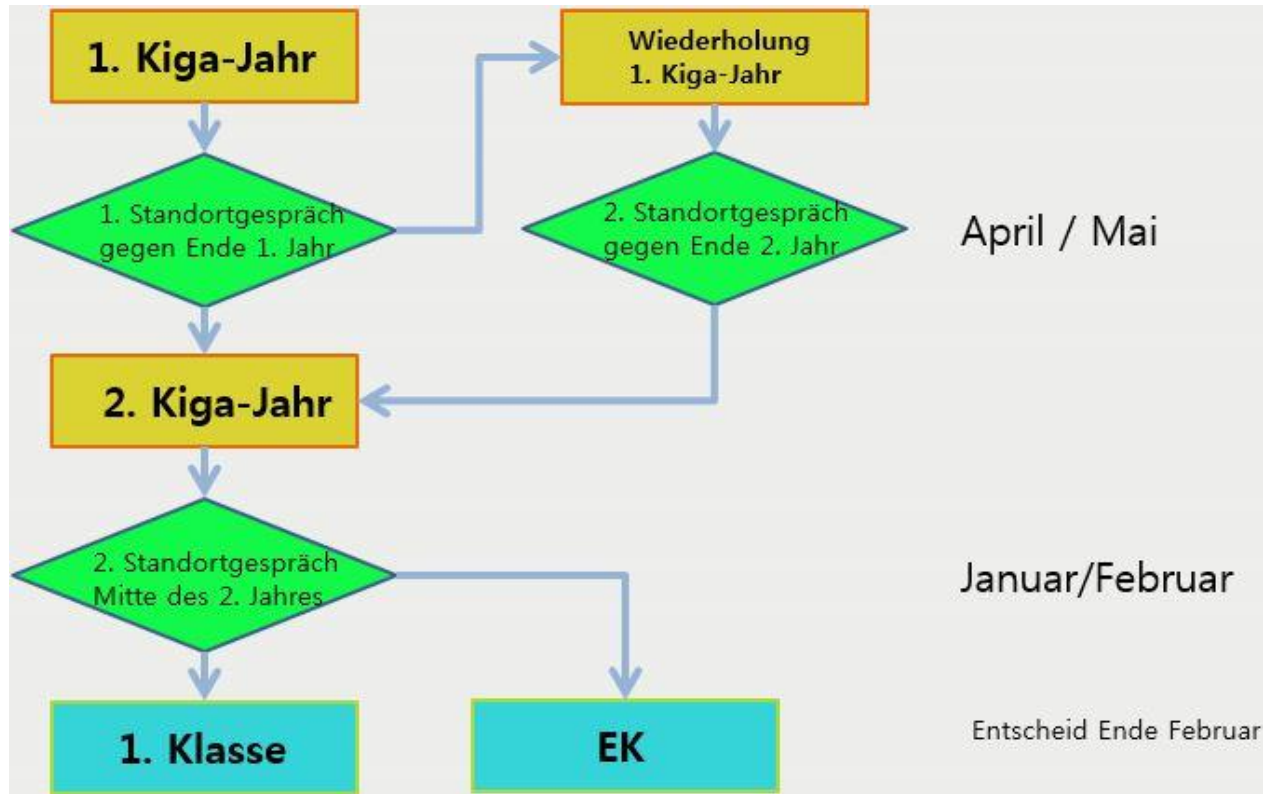 1. Kiga-Jahr
Wiederholung
1. Kiga-Jahr
1. Standortgespräch
gegen Ende 1. Jahr
2. Standortgespräch
gegen Ende 2. Jahr
April / Mai
2. Kiga-Jahr
2. Standortgespräch
Mitte des 2. Jahres
Januar/Februar
1. Klasse
EK
Entscheid Ende Februar